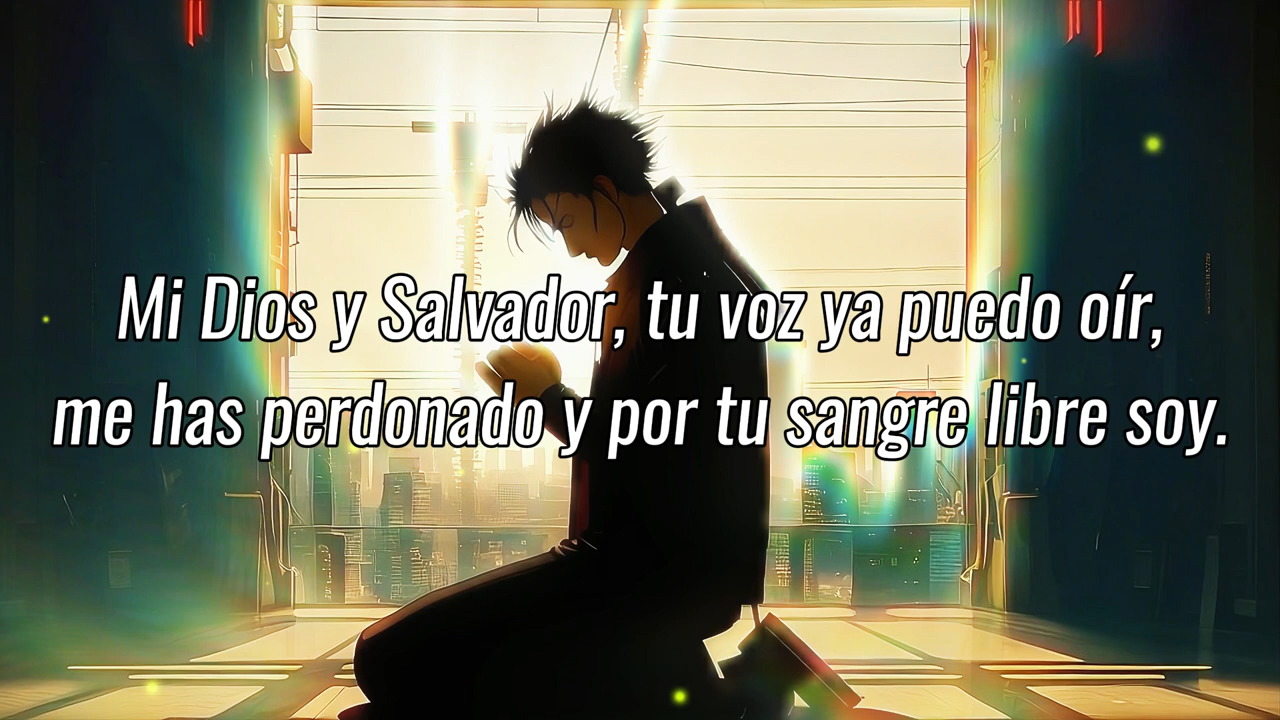 Mi Dios y Salvador, tu voz ya puedo oír,
me has perdonado y por tu sangre libre soy.